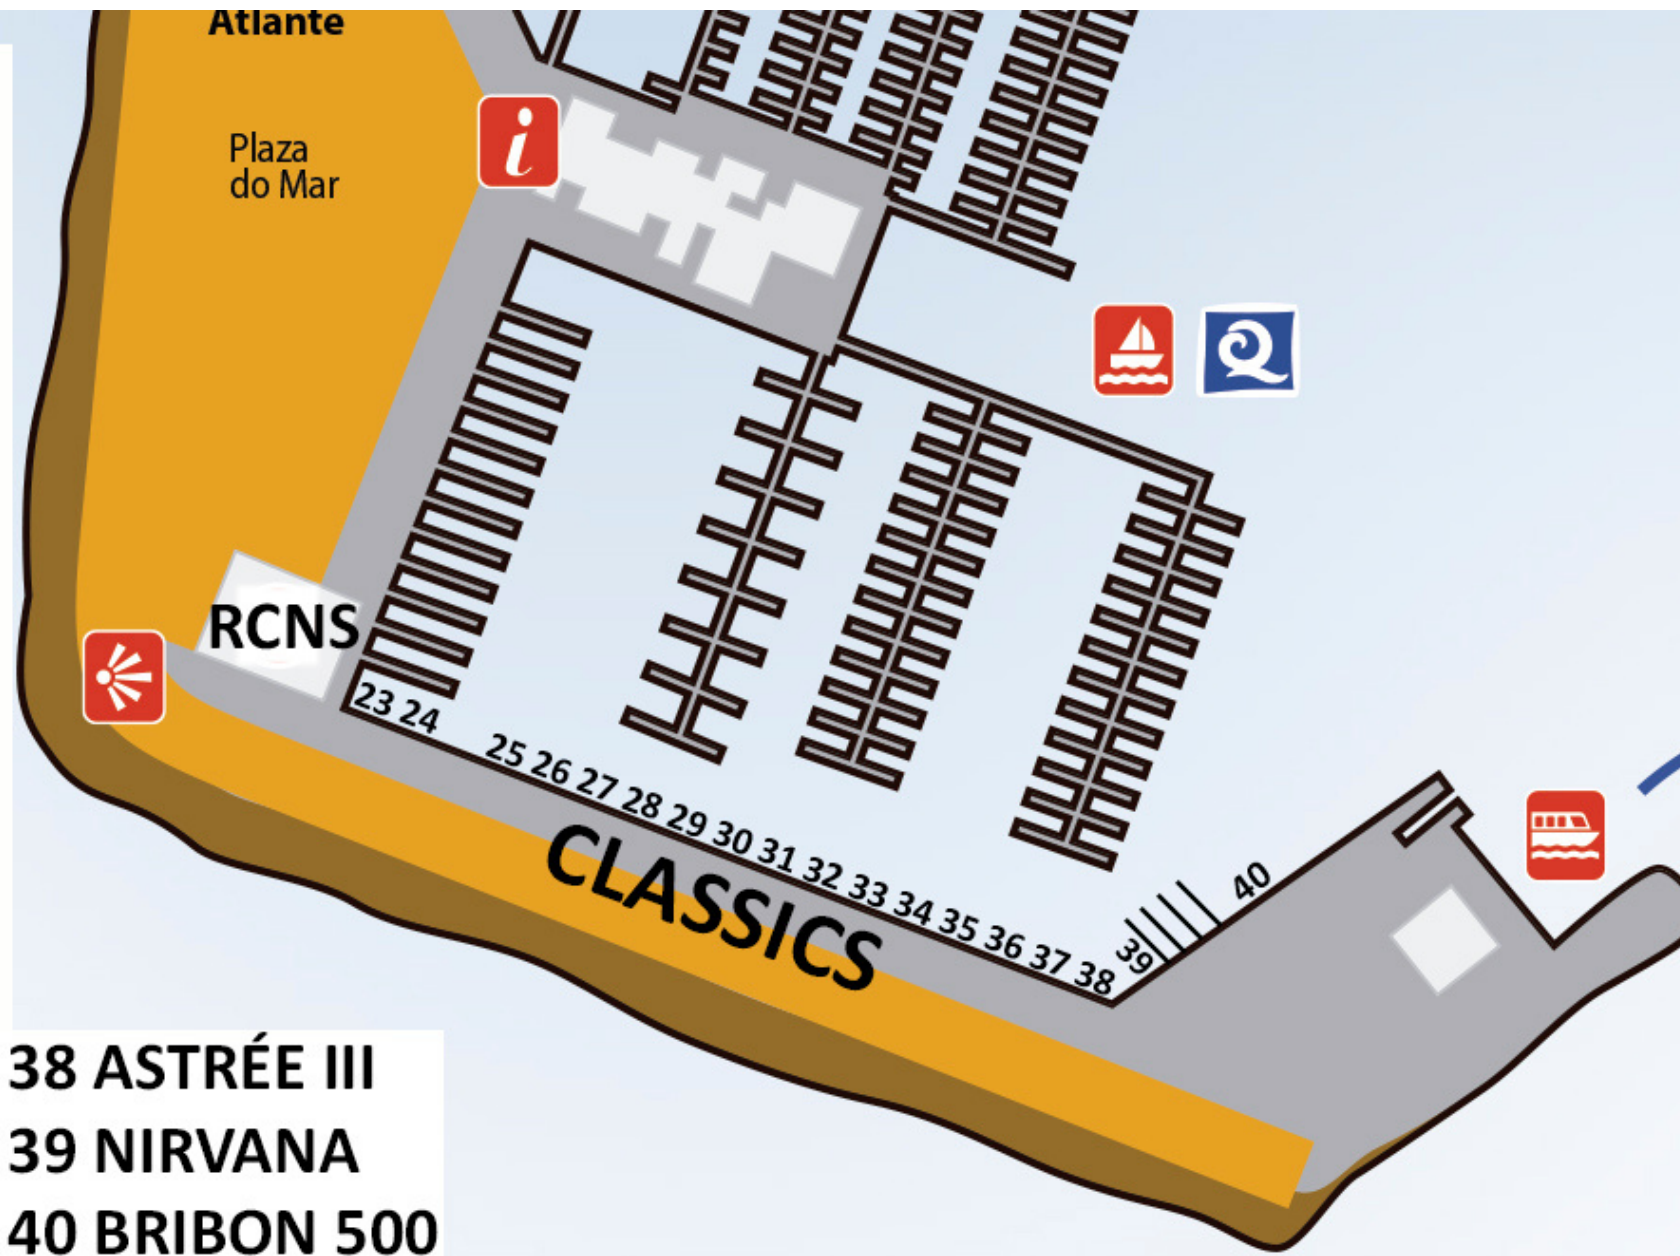 Atlante
Plaza
do Mar
i
RCNS
23 24
25 26 27 28 29 30 31 32 33 34 35 36 37 38
39
40
CLASSICS
38 ASTRÉE III
39 NIRVANA
40 BRIBON 500